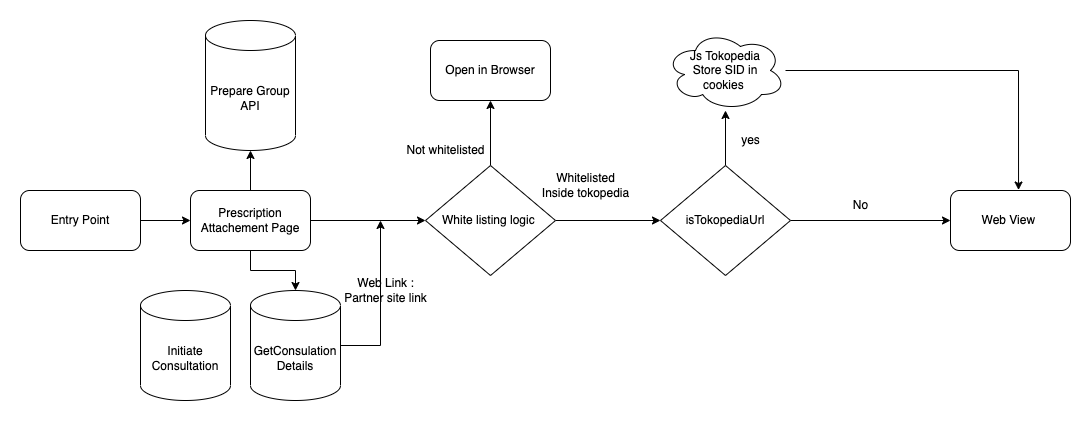 Prepare Group
API
Open in Browser
Js Tokopedia
Store SID in
cookies
Not whitelisted
yes
Whitelisted
Inside tokopedia
Entry Point
Prescription
Attachement Page
White listing logic
isTokopediaUrl
No
Web View
Web Link :
Partner site link
Initiate
Consultation
GetConsulation
Details